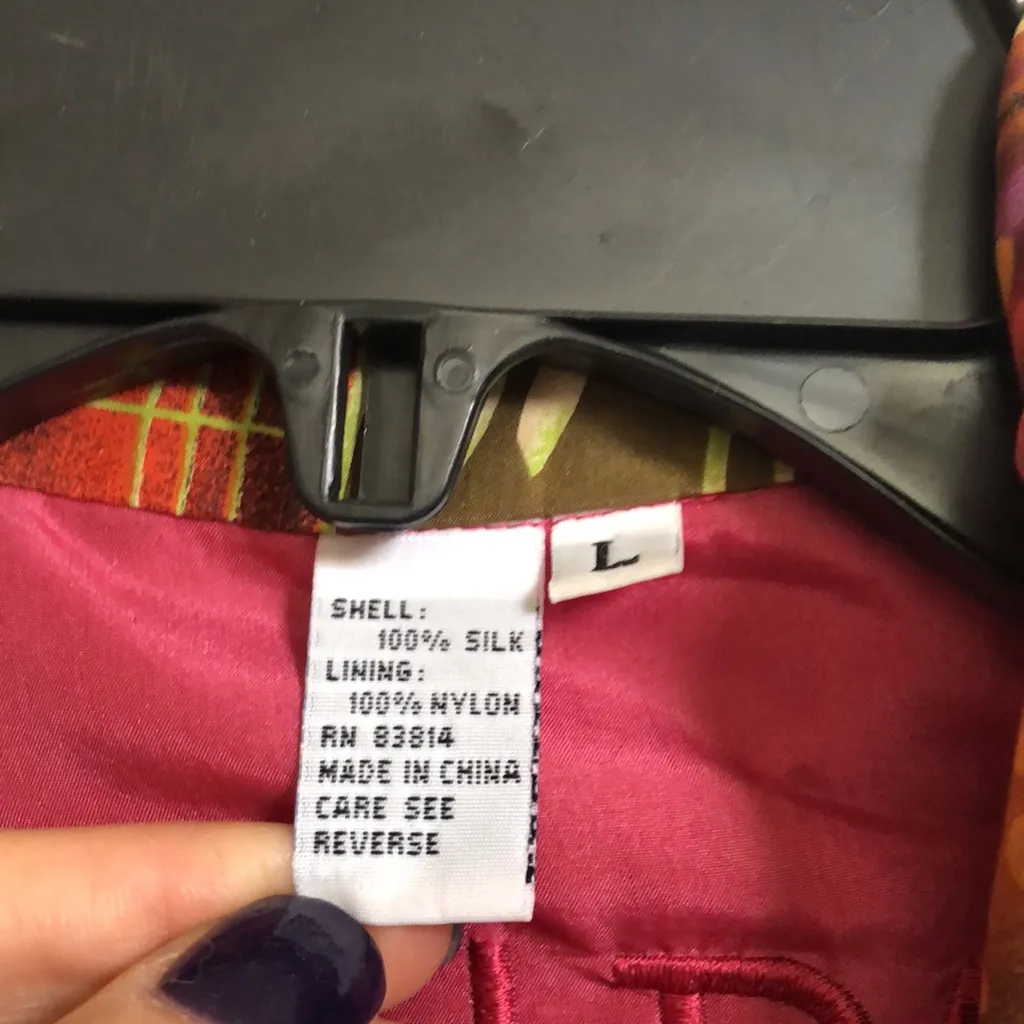 L
SHELL:
100% SILK
LINING:
100% NYLON
RN 83814
MADE IN CHINA
CARE SEE
REVERSE